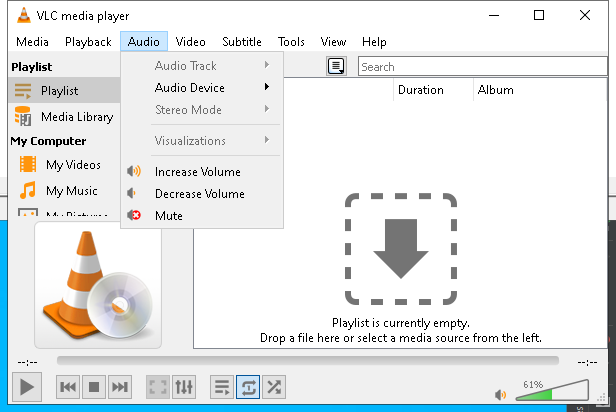 VLC media player
Media Playback Audio Video Subtitle Tools View Help
Playlist
Playlist
Media Library
My Computer
My Videos
My Music
My Pictures
Audio Track
Audio Device
Stereo Mode
Visualizations
Increase Volume
Decrease Volume
Mute
Search
Duration Album
Playlist is currently empty.
Drop a file here or select a media source from the left.
--:-- --:--
61%